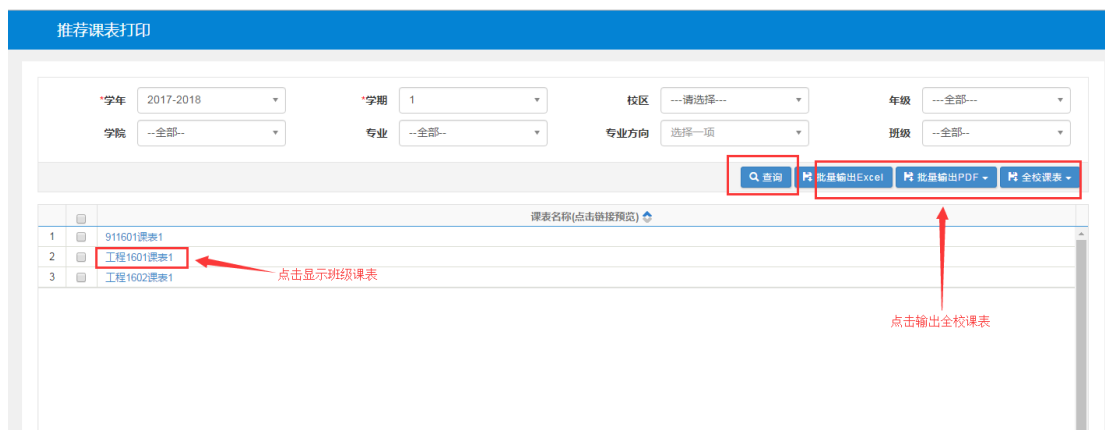 推荐课表打印
*学年 2017-2018 *学期 1 校区 ---请选择--- 年级 ---全部---
学院 --全部-- 专业 --全部-- 专业方向 选择一项 班级 --全部--
查询 批量输出Excel 批量输出PDF 全校课表
课表名称(点击链接预览)
1 911601课表1
2 工程1601课表1
3 工程1602课表1
点击显示班级课表
点击输出全校课表